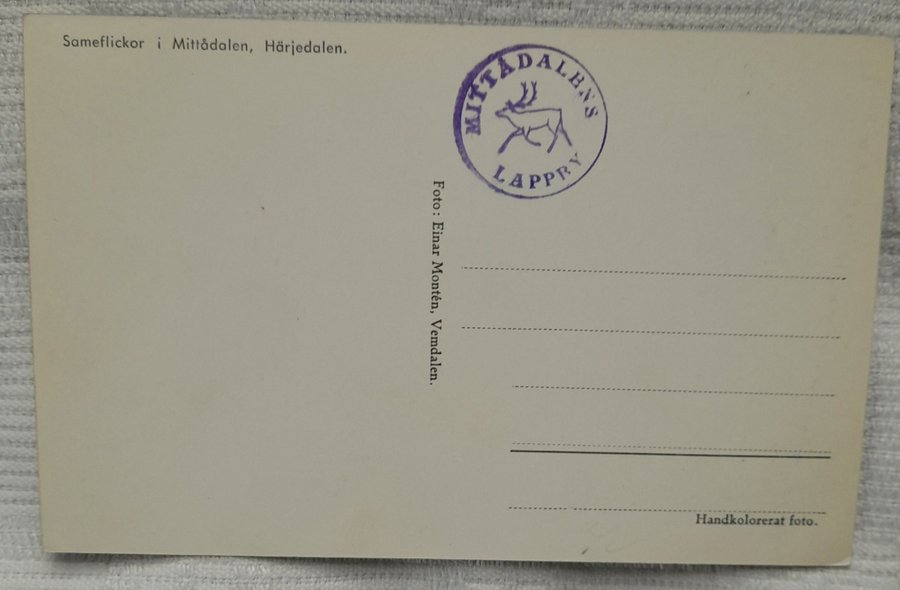 Sameflickor i Mittådalen, Härjedalen.
MITTÅDALENS
LAPPBY
Foto: Einar Montén, Vemdalen.
Handkolorerat foto.